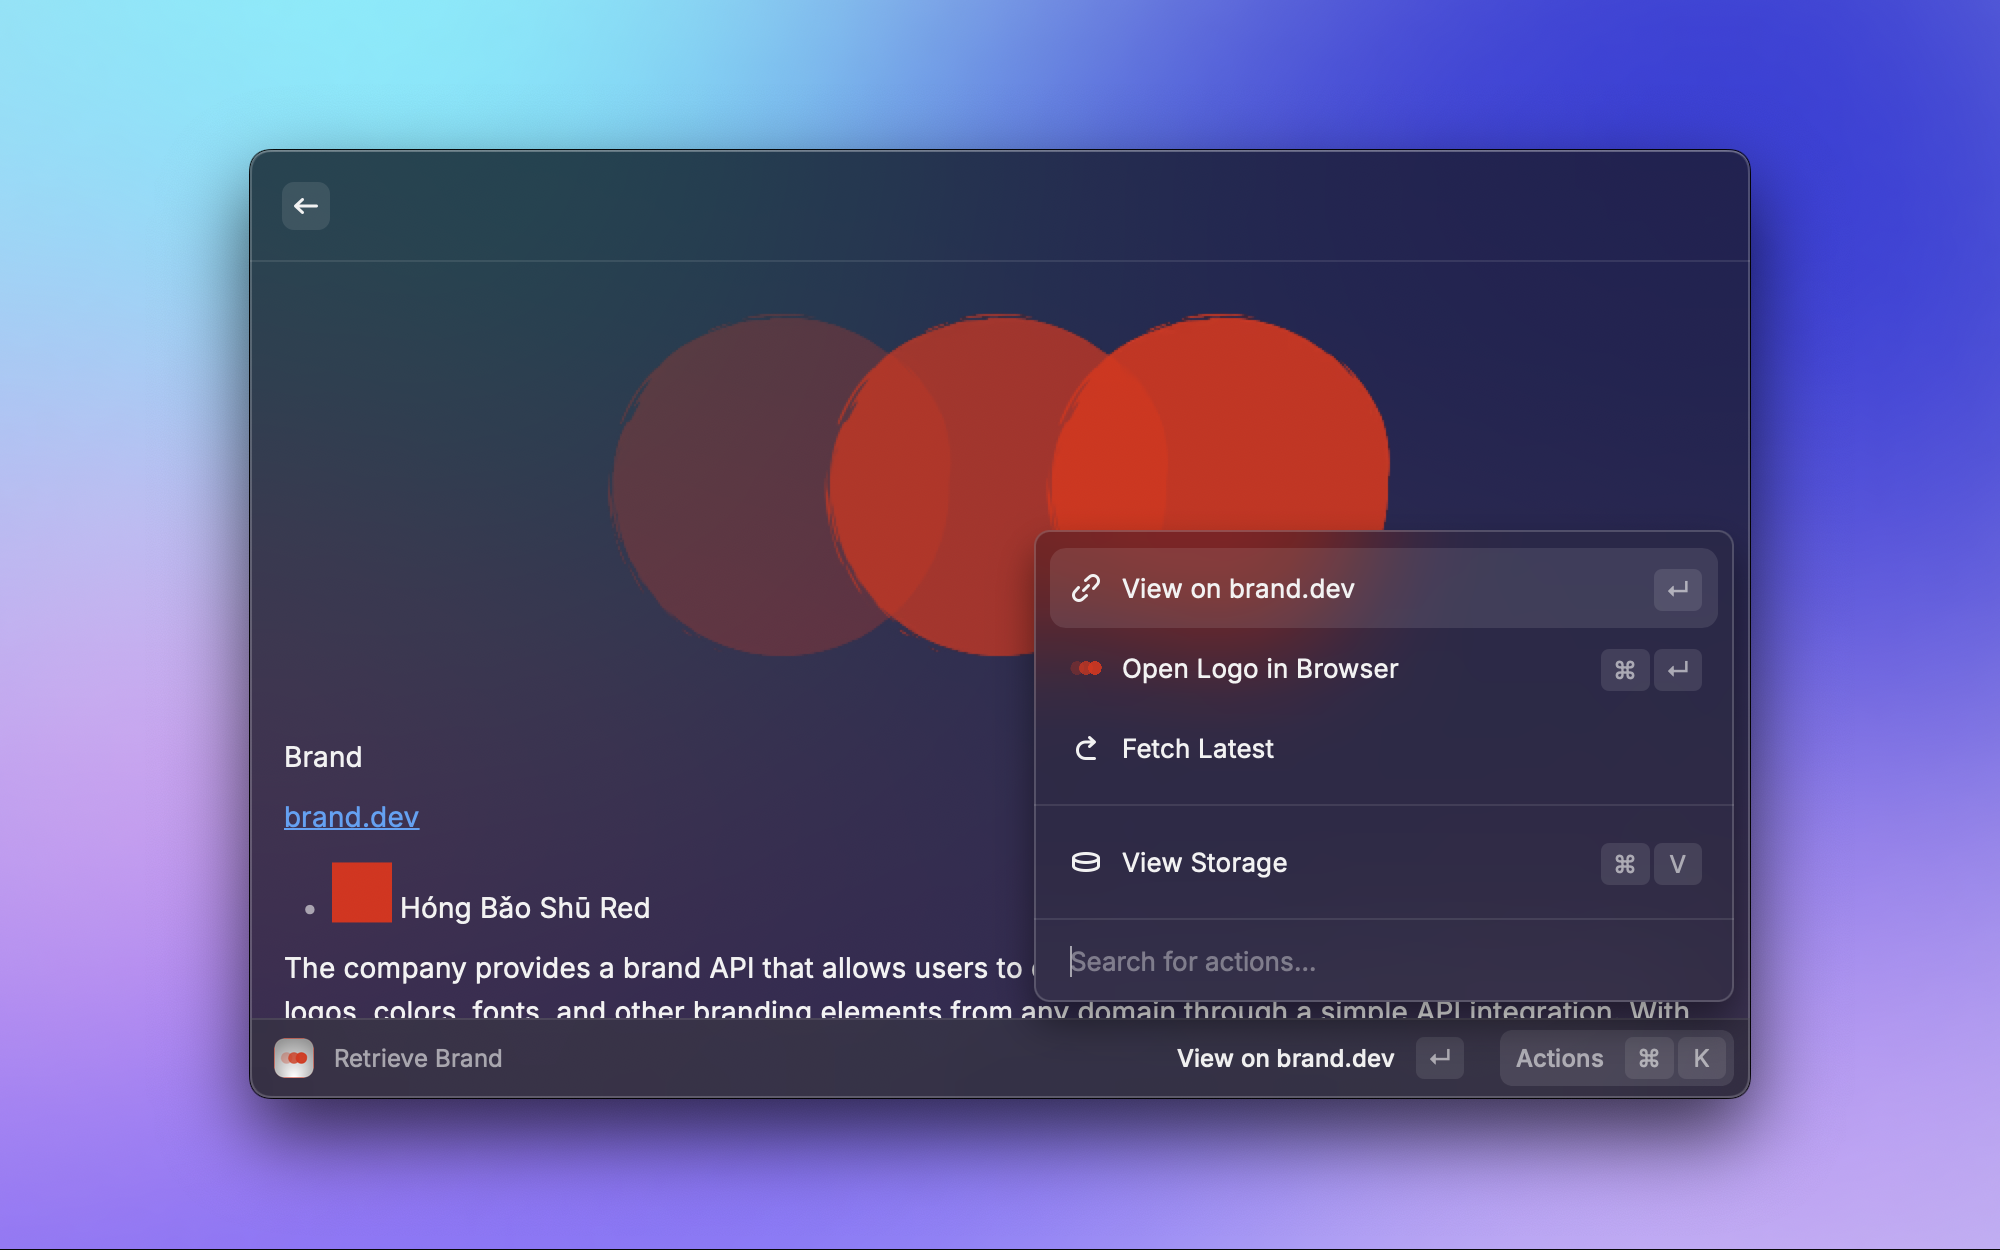 View on brand.dev
Open Logo in Browser
Fetch Latest
View Storage
⌘ V
Search for actions...
Brand
brand.dev
Hóng Bǎo Shū Red
The company provides a brand API that allows users to
logos, colors, fonts, and other branding elements from any domain through a simple API integration. With
Retrieve Brand
View on brand.dev
Actions ⌘ K